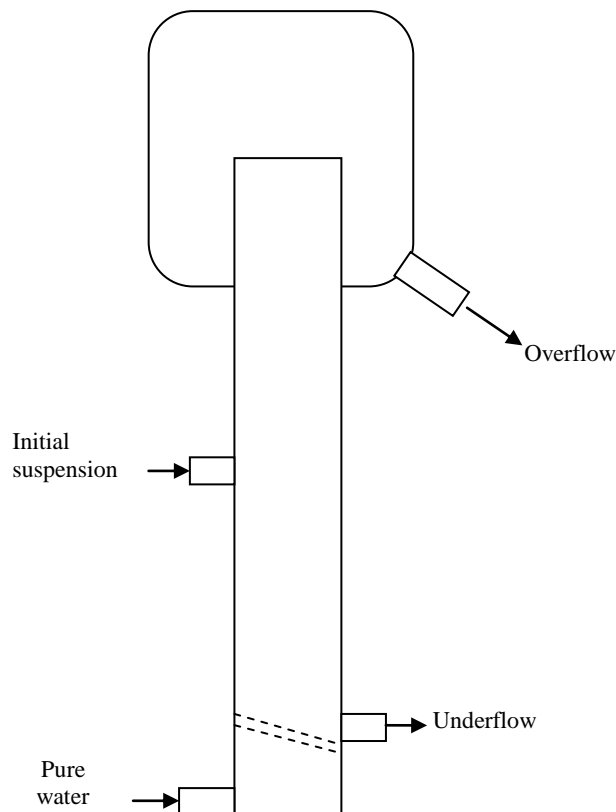 Overflow
Initial
suspension
Underflow
Pure
water